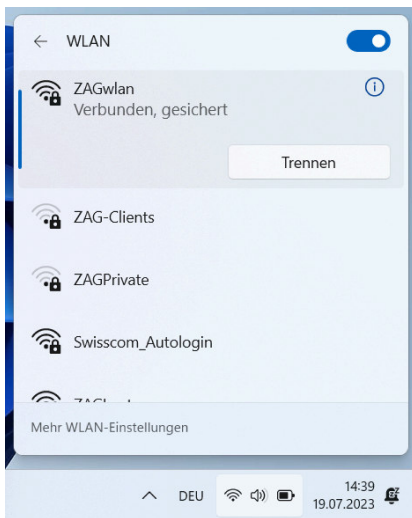 WLAN
ZAGwlan
Verbunden, gesichert
Trennen
ZAG-Clients
ZAGPrivate
Swisscom_Autologin
Mehr WLAN-Einstellungen
DEU
14:39
19.07.2023